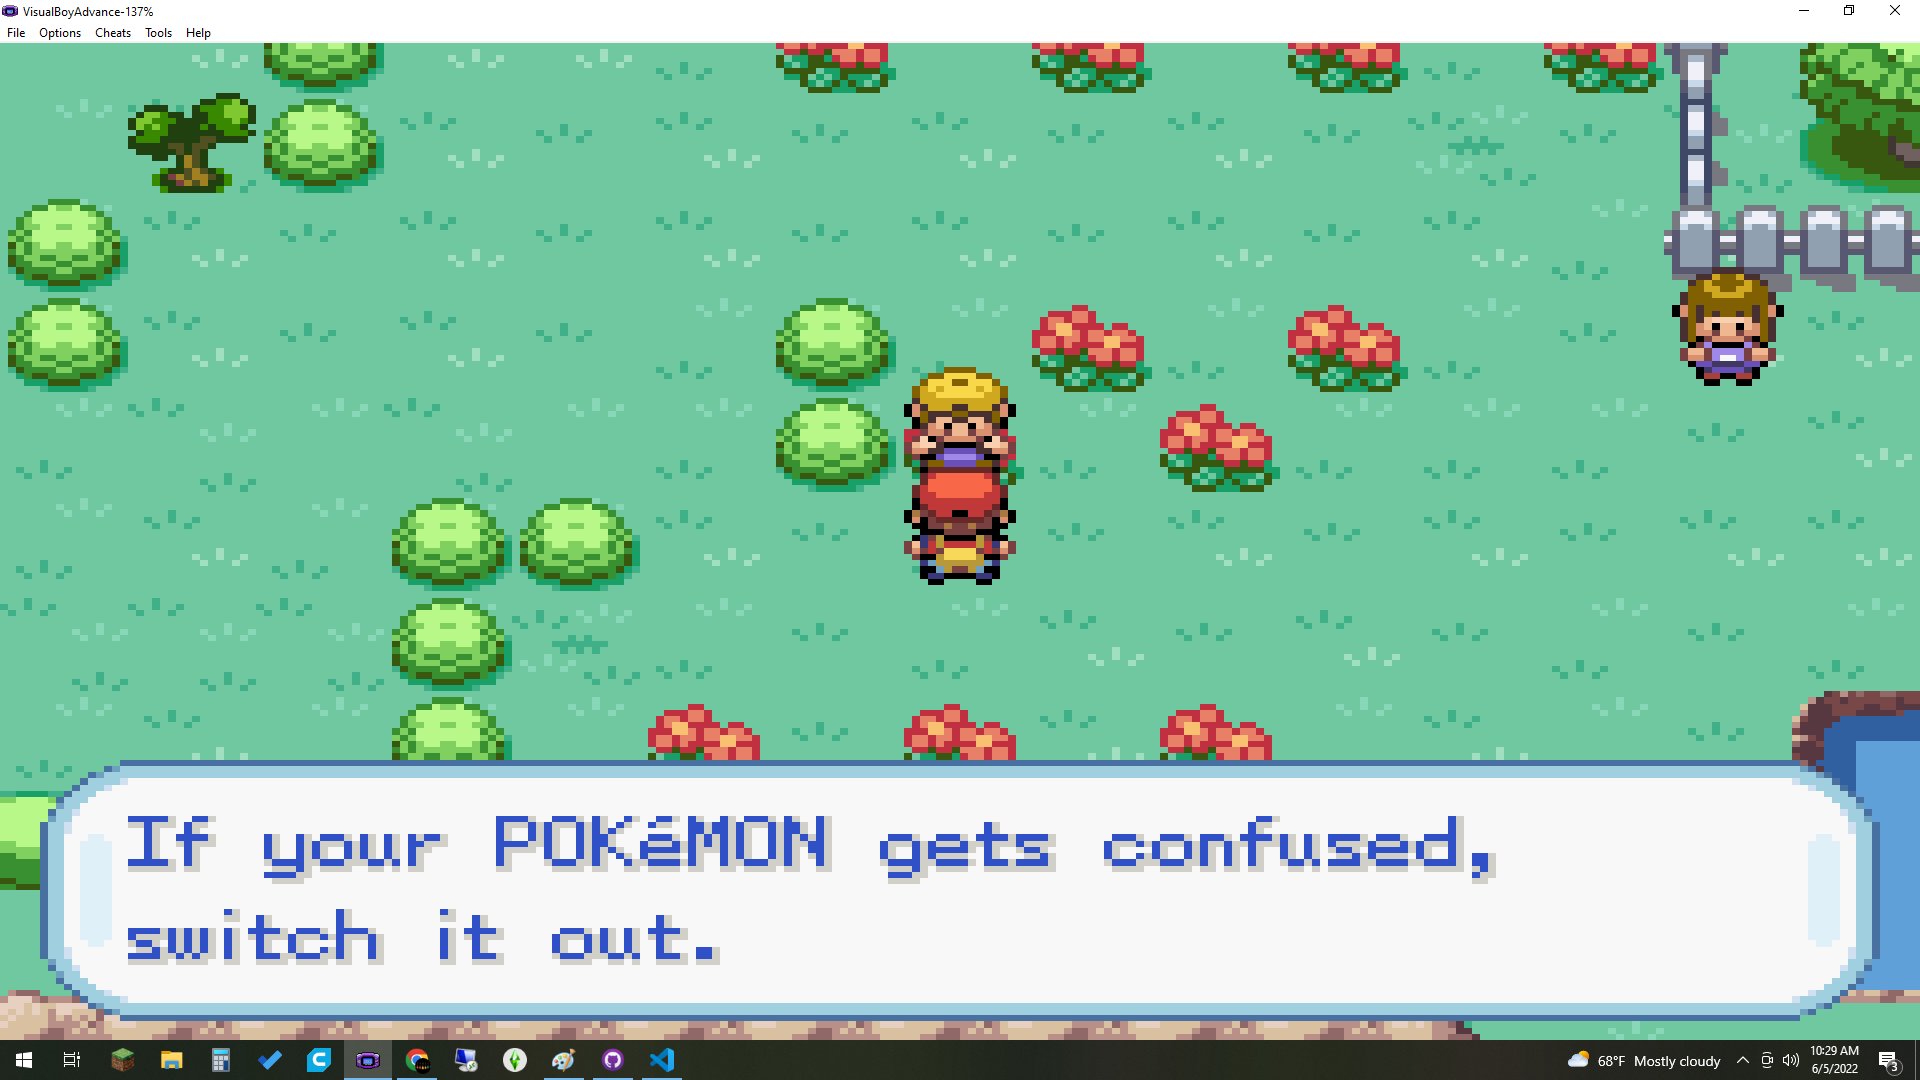 VisualBoyAdvance-137%
File Options Cheats Tools Help
If your POKéMON gets confused,
switch it out.
68°F Mostly cloudy
10:29 AM
6/5/2022
3